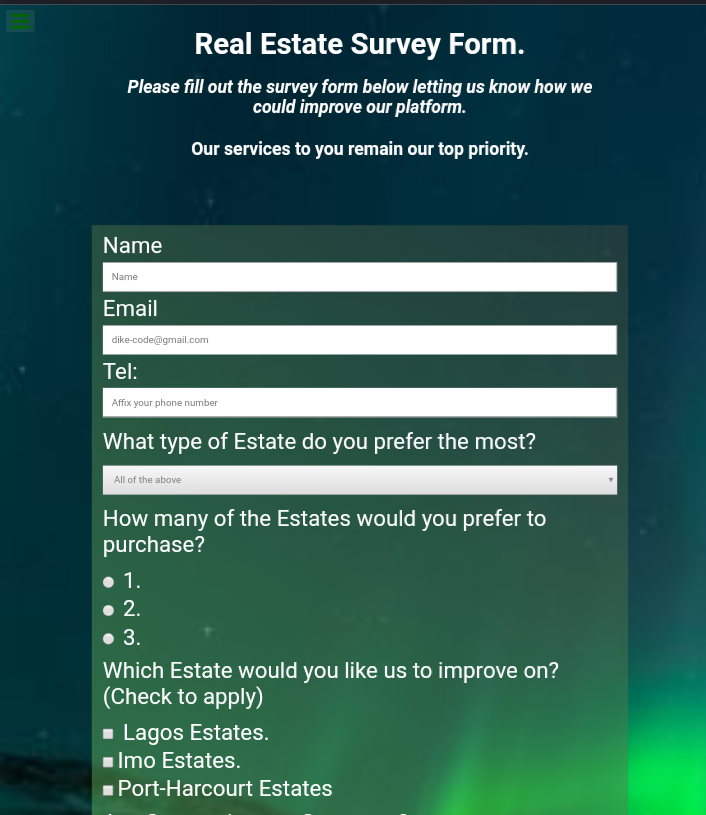 Real Estate Survey Form.
Please fill out the survey form below letting us know how we
could improve our platform.
Our services to you remain our top priority.
Name
Name
Email
dike-code@gmail.com
Tel:
Affix your phone number
What type of Estate do you prefer the most?
All of the above
How many of the Estates would you prefer to
purchase?
1.
2.
3.
Which Estate would you like us to improve on?
(Check to apply)
Lagos Estates.
Imo Estates.
Port-Harcourt Estates